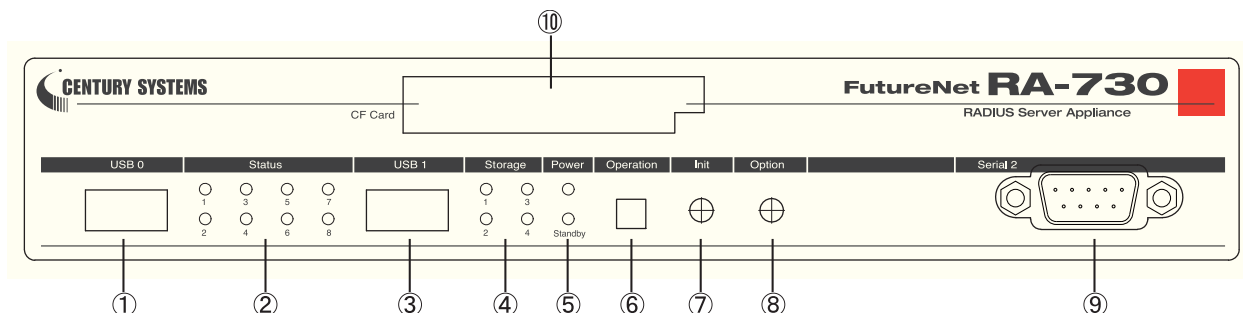 ⑩
CENTURY SYSTEMS
FutureNet RA-730
CF Card
RADIUS Server Appliance
USB 0 Status USB 1 Storage Power Operation Init Option Serial 2
1 3 5 7 1 3
2 4 6 8 2 4 Standby
① ② ③ ④ ⑤ ⑥ ⑦ ⑧ ⑨